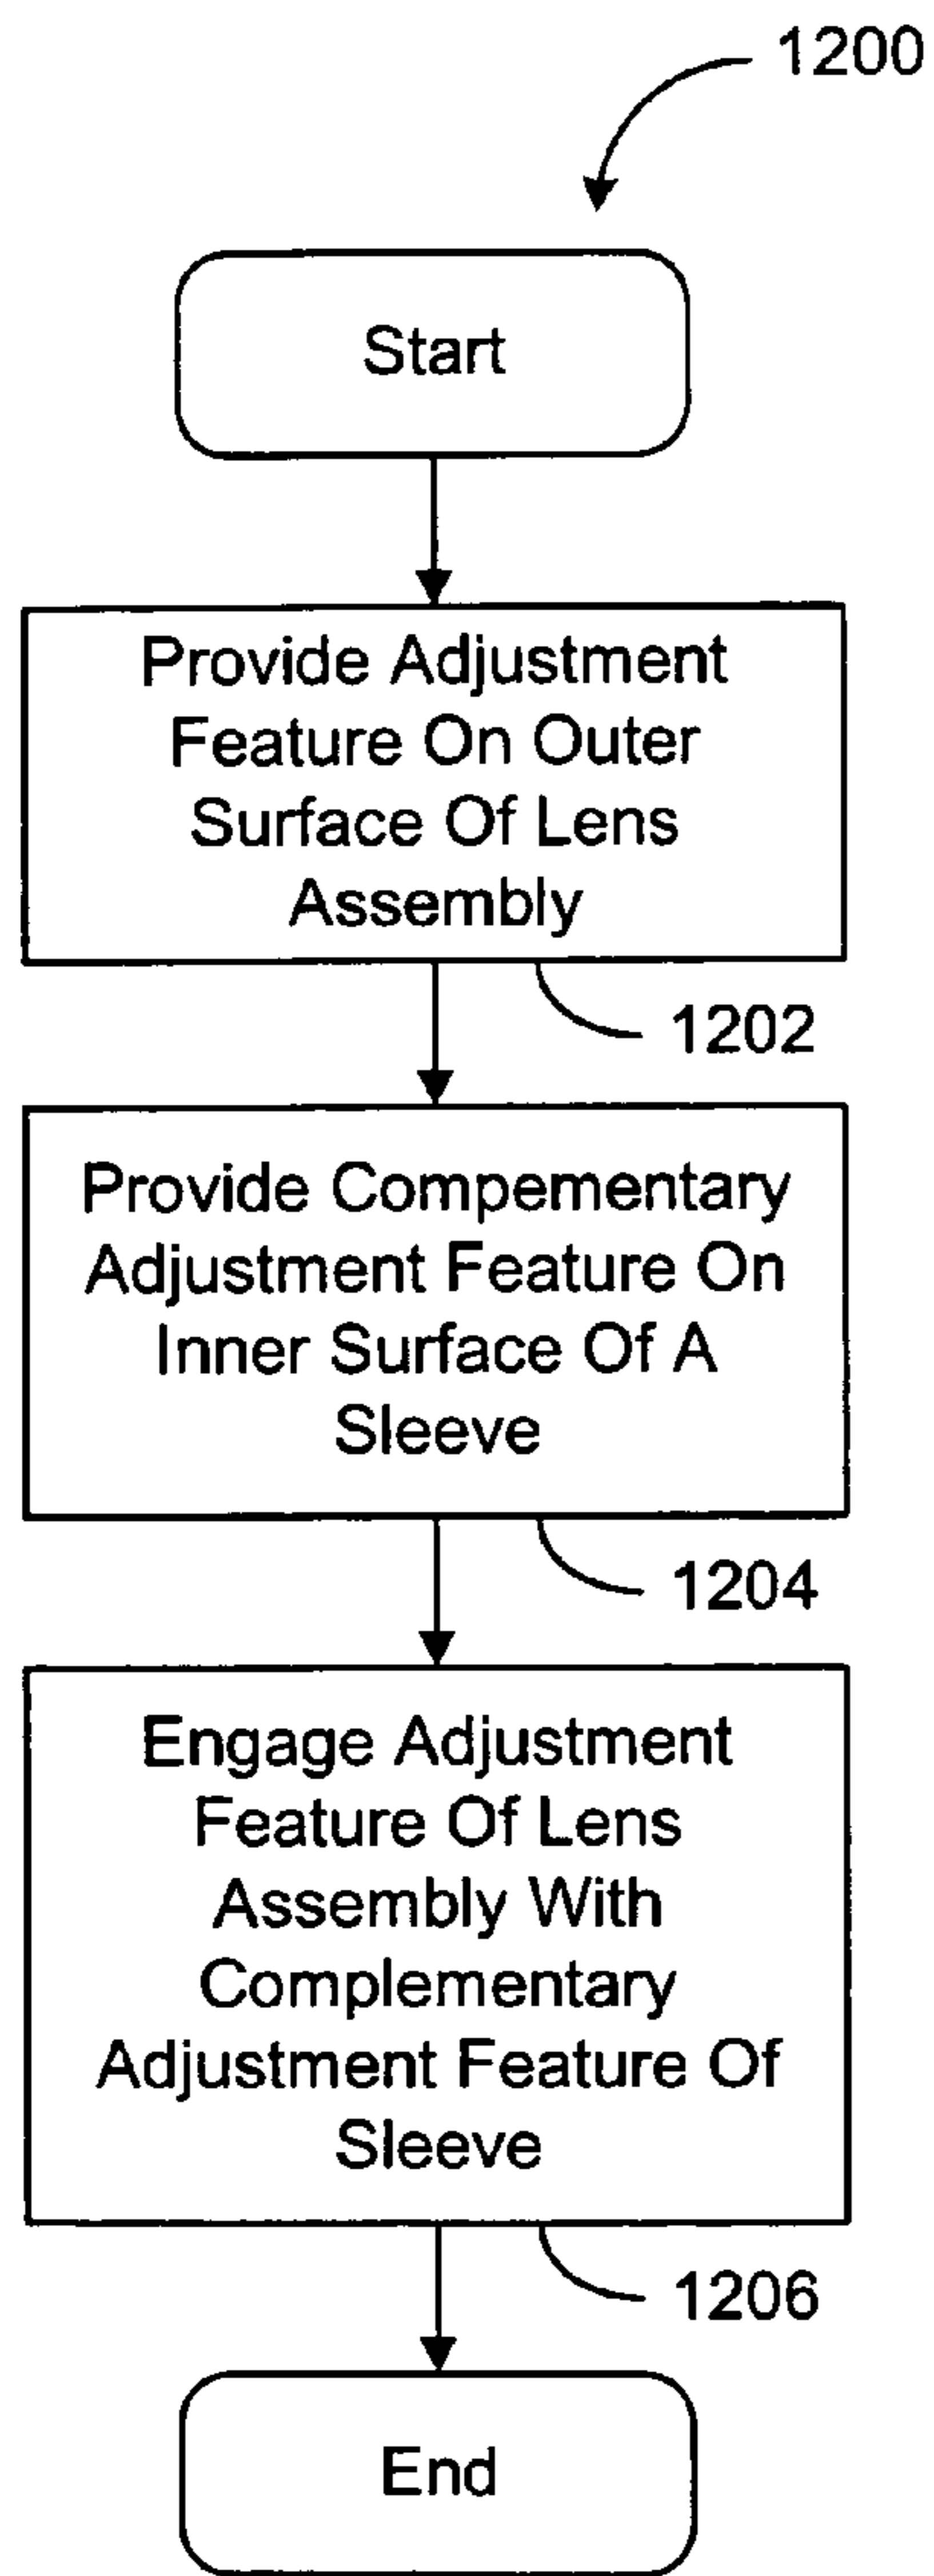 1200
Start
Provide Adjustment
Feature On Outer
Surface Of Lens
Assembly
1202
Provide Compementary
Adjustment Feature On
Inner Surface Of A
Sleeve
1204
Engage Adjustment
Feature Of Lens
Assembly With
Complementary
Adjustment Feature Of
Sleeve
1206
End